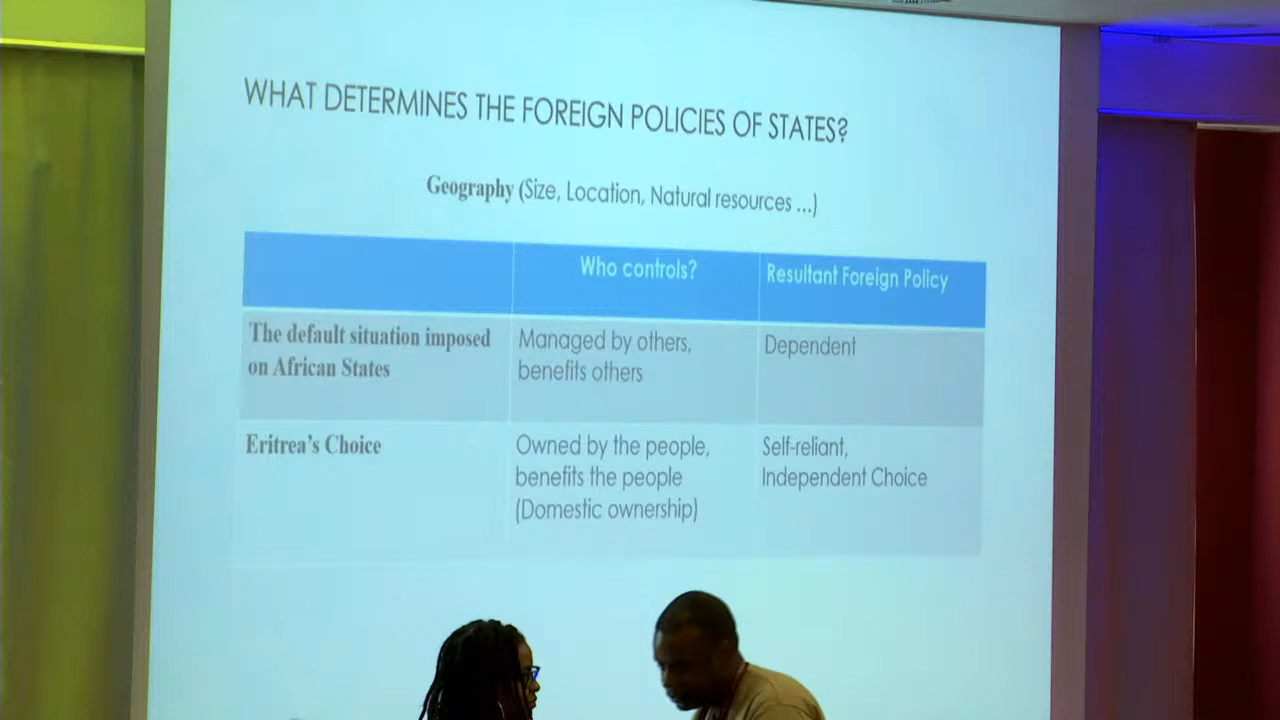 WHAT DETERMINES THE FOREIGN POLICIES OF STATES?
Geography (Size, Location, Natural resources ...)
Who controls?
Resultant Foreign Policy
The default situation imposed
on African States
Managed by others,
benefits others
Dependent
Eritrea's Choice
Owned by the people,
benefits the people
(Domestic ownership)
Self-reliant,
Independent Choice